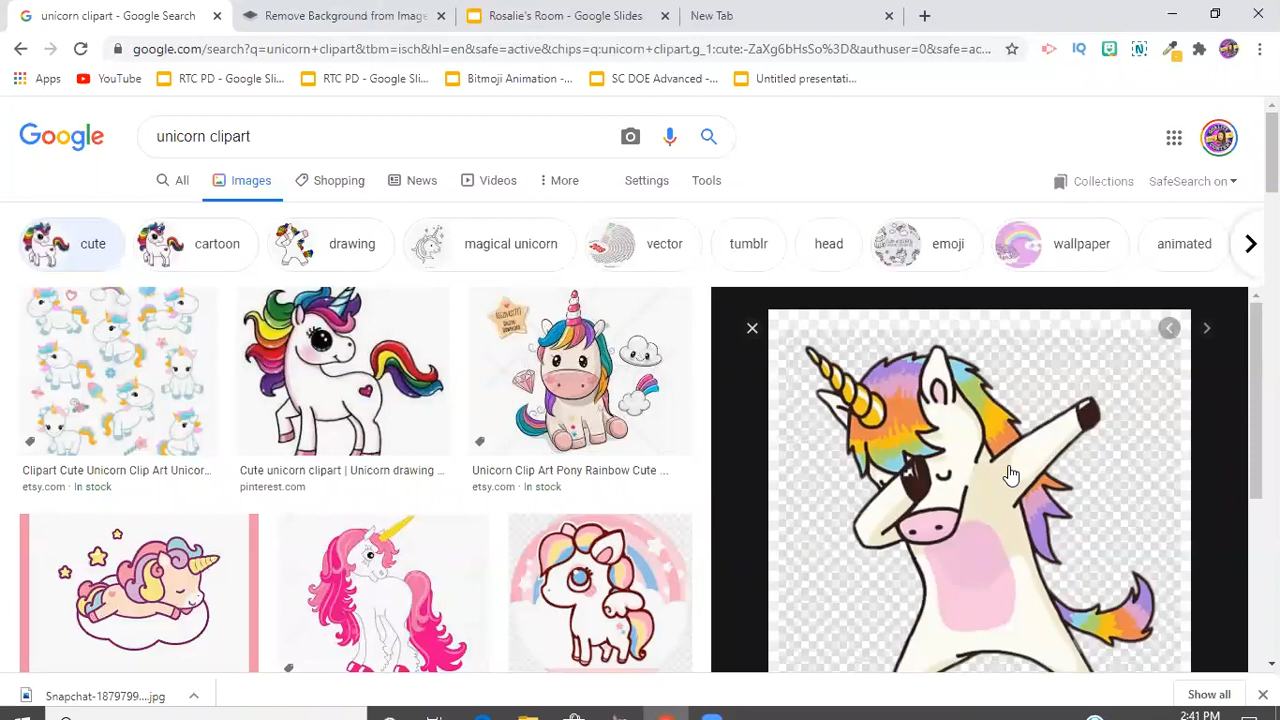 unicorn clipart - Google Search
Remove Background from Imag
Rosalie's Room - Google Slides
New Tab
google.com/search?q=unicorn+clipart&tbm=isch&hl=en&safe=active&chips=q:unicorn+clipart,g_1:cute:-ZaXg6bHsSo%3D&authuser=0&safe=ac...
Apps
YouTube
RTC PD - Google Sli...
RTC PD - Google Sli...
Bitmoji Animation -...
SC DOE Advanced -...
Untitled presentati...
Google
unicorn clipart
All
Images
Shopping
News
Videos
More
Settings
Tools
Collections
SafeSearch on
cute
cartoon
drawing
magical unicorn
vector
tumblr
head
emoji
wallpaper
animated
Clipart Cute Unicorn Clip Art Unicor...
etsy.com · In stock
Cute unicorn clipart | Unicorn drawing ...
pinterest.com
Unicorn Clip Art Pony Rainbow Cute ...
etsy.com · In stock
Snapchat-1879799....jpg
Show all
2:41 PM